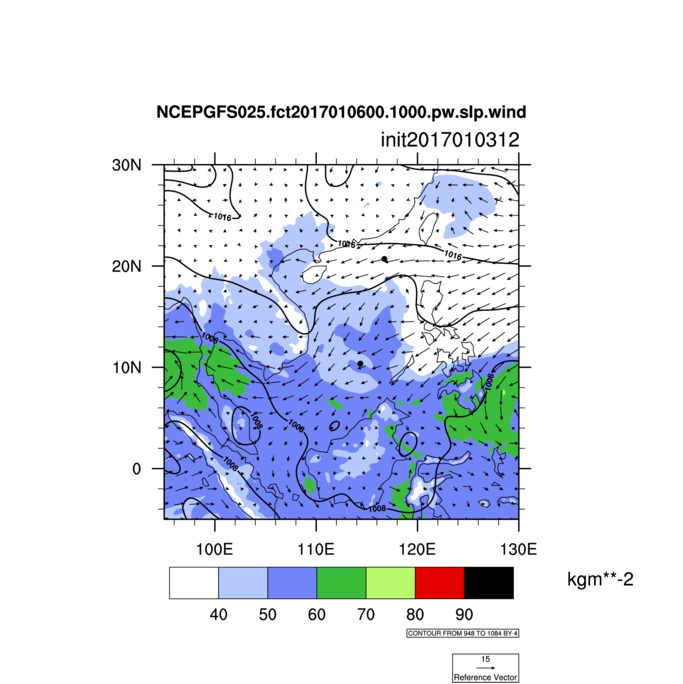 NCEPGFS025.fct2017010600.1000.pw.slp.wind
init2017010312
30N
20N
10N
0
1016
1016
1016
1008
1008
1008
1008
1008
1008
100E 110E 120E 130E
kgm**-2
40 50 60 70 80 90
CONTOUR FROM 948 TO 1084 BY 4
15
Reference Vector